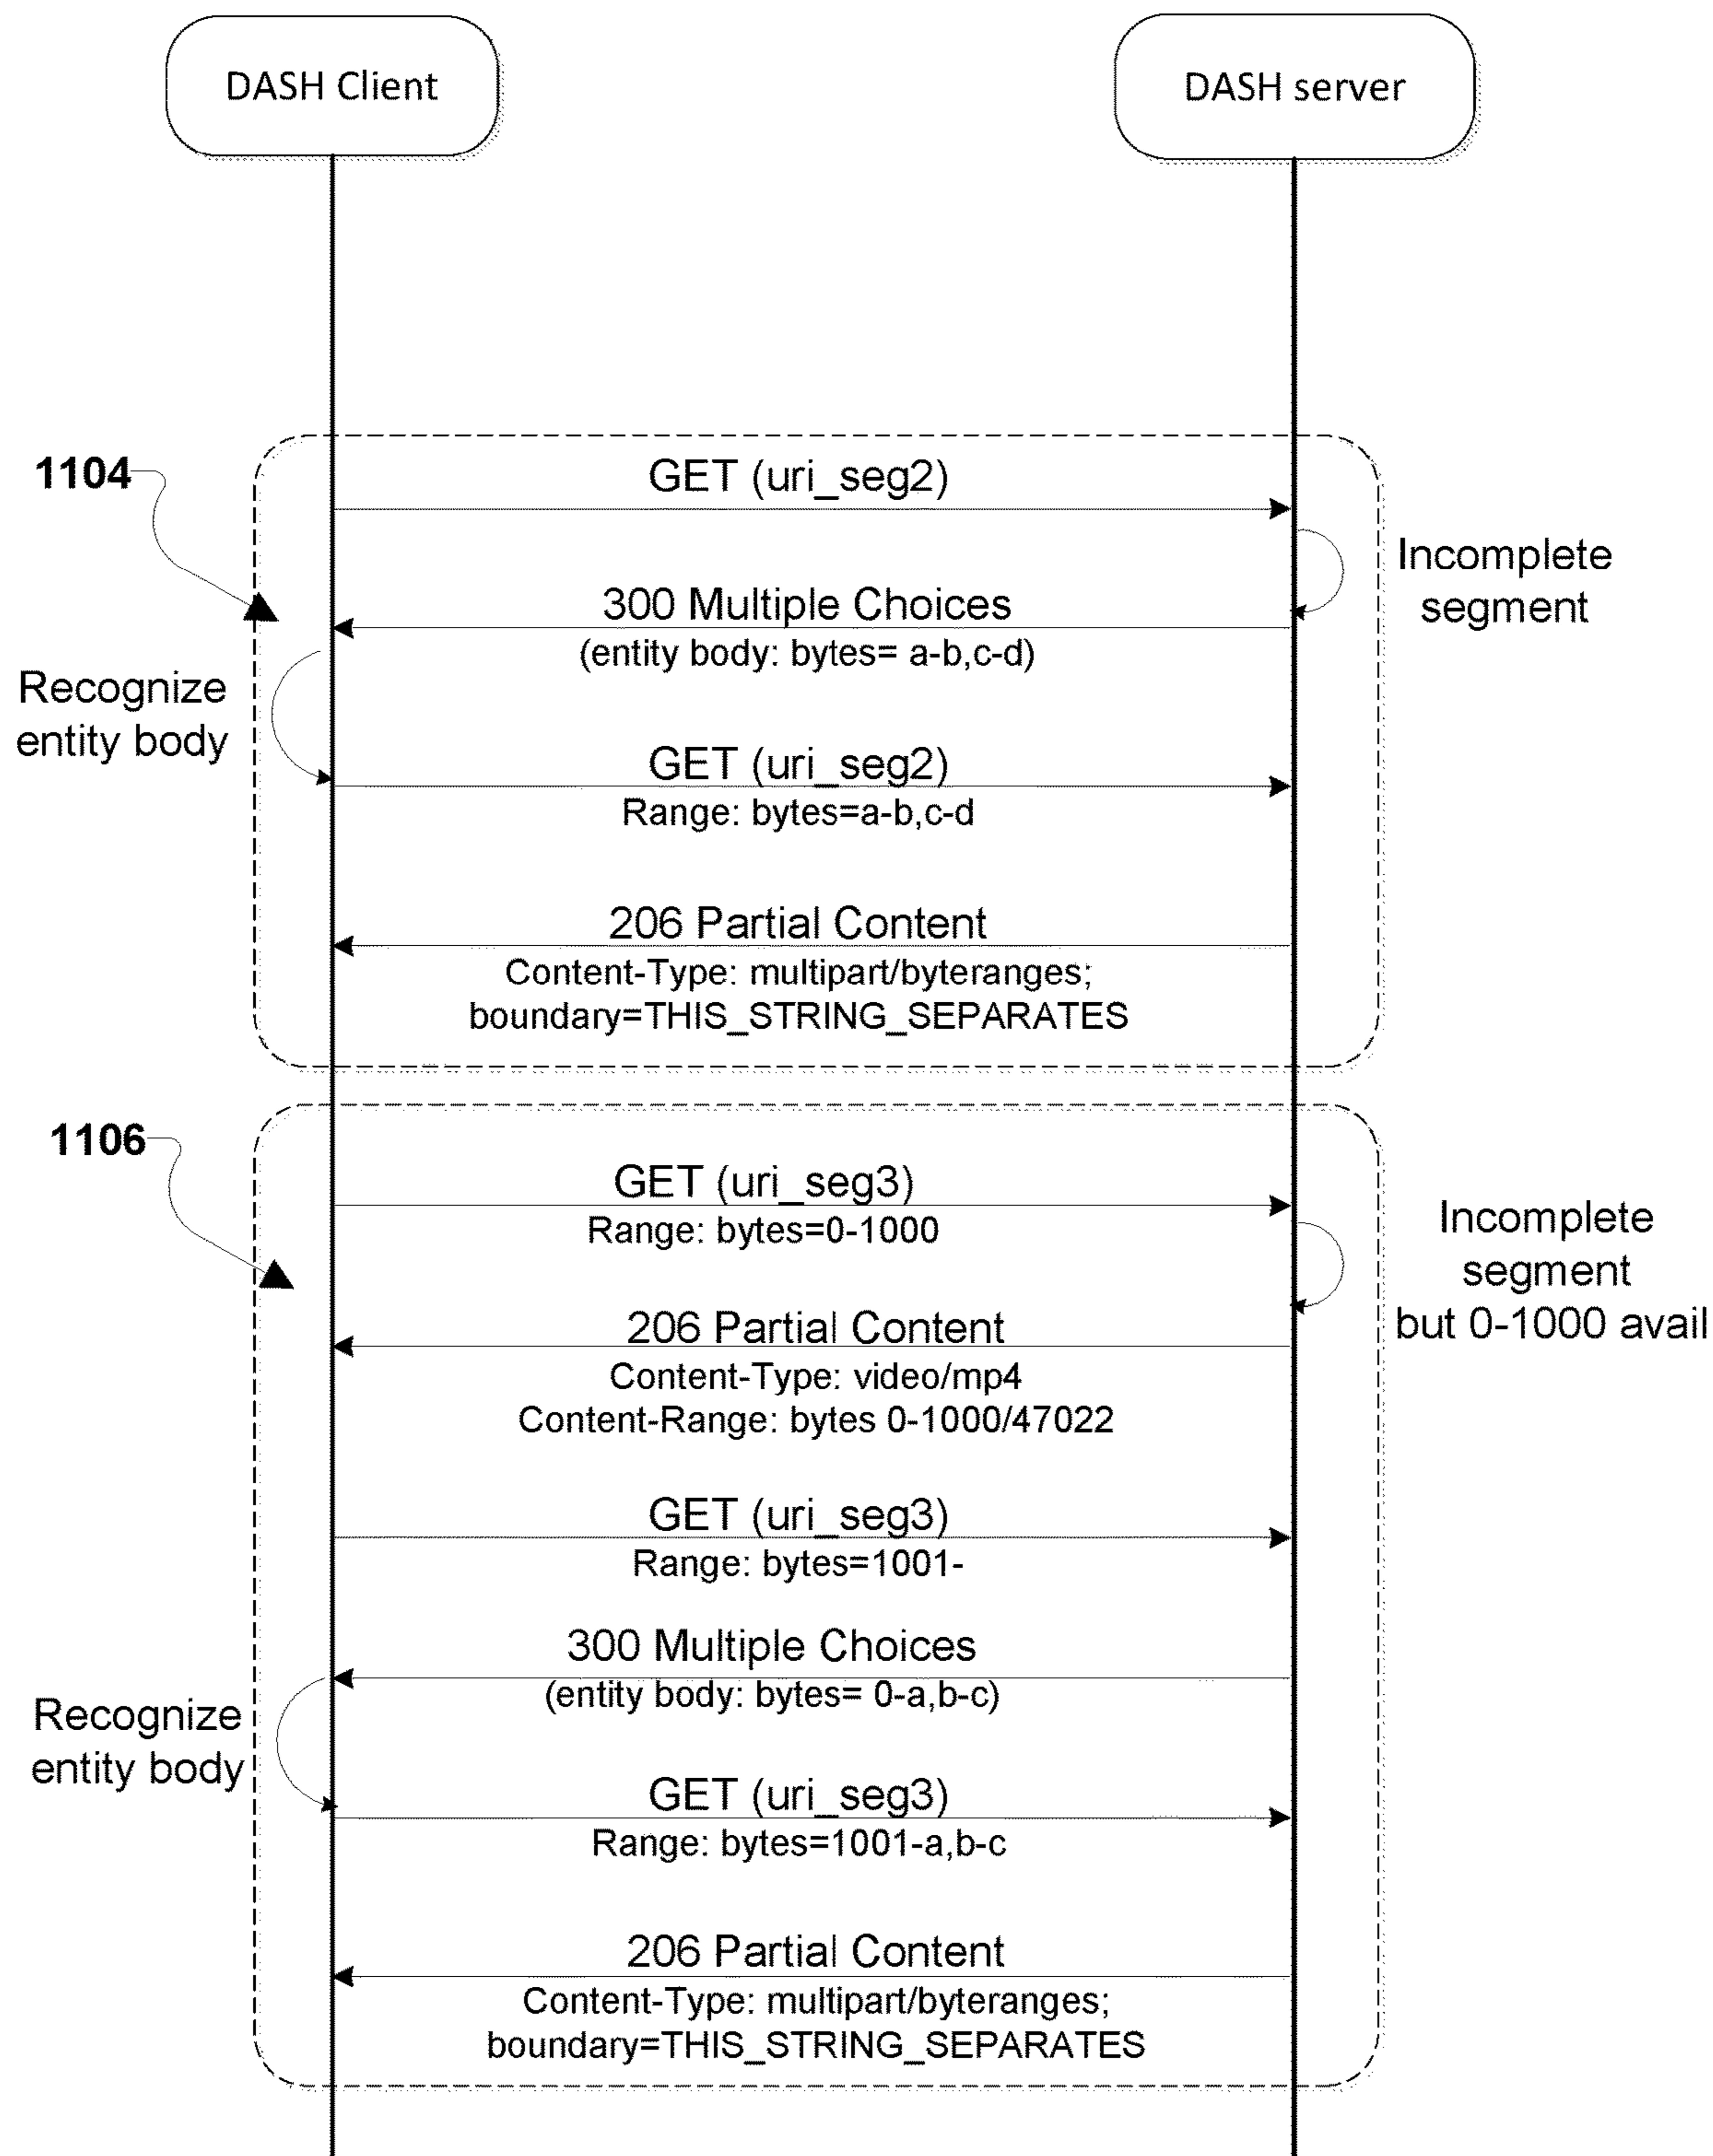 DASH Client
DASH server
1104
GET (uri_seg2)
Incomplete
segment
300 Multiple Choices
(entity body: bytes= a-b,c-d)
Recognize
entity body
GET (uri_seg2)
Range: bytes=a-b,c-d
206 Partial Content
Content-Type: multipart/byteranges;
boundary=THIS_STRING_SEPARATES
1106
GET (uri_seg3)
Range: bytes=0-1000
Incomplete
segment
but 0-1000 avail
206 Partial Content
Content-Type: video/mp4
Content-Range: bytes 0-1000/47022
GET (uri_seg3)
Range: bytes=1001-
300 Multiple Choices
(entity body: bytes= 0-a,b-c)
Recognize
entity body
GET (uri_seg3)
Range: bytes=1001-a,b-c
206 Partial Content
Content-Type: multipart/byteranges;
boundary=THIS_STRING_SEPARATES